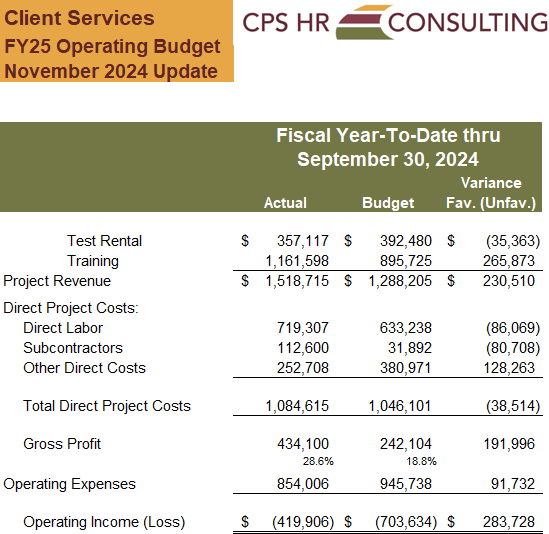 Client Services
FY25 Operating Budget
November 2024 Update
CPS HR CONSULTING
Fiscal Year-To-Date thru
September 30, 2024
Variance
Actual Budget Fav. (Unfav.)
Test Rental $ 357,117 $ 392,480 $ (35,363)
Training 1,161,598 895,725 265,873
Project Revenue $ 1,518,715 $ 1,288,205 $ 230,510
Direct Project Costs:
Direct Labor 719,307 633,238 (86,069)
Subcontractors 112,600 31,892 (80,708)
Other Direct Costs 252,708 380,971 128,263
Total Direct Project Costs 1,084,615 1,046,101 (38,514)
Gross Profit 434,100 242,104 191,996
28.6% 18.8%
Operating Expenses 854,006 945,738 91,732
Operating Income (Loss) $ (419,906) $ (703,634) $ 283,728